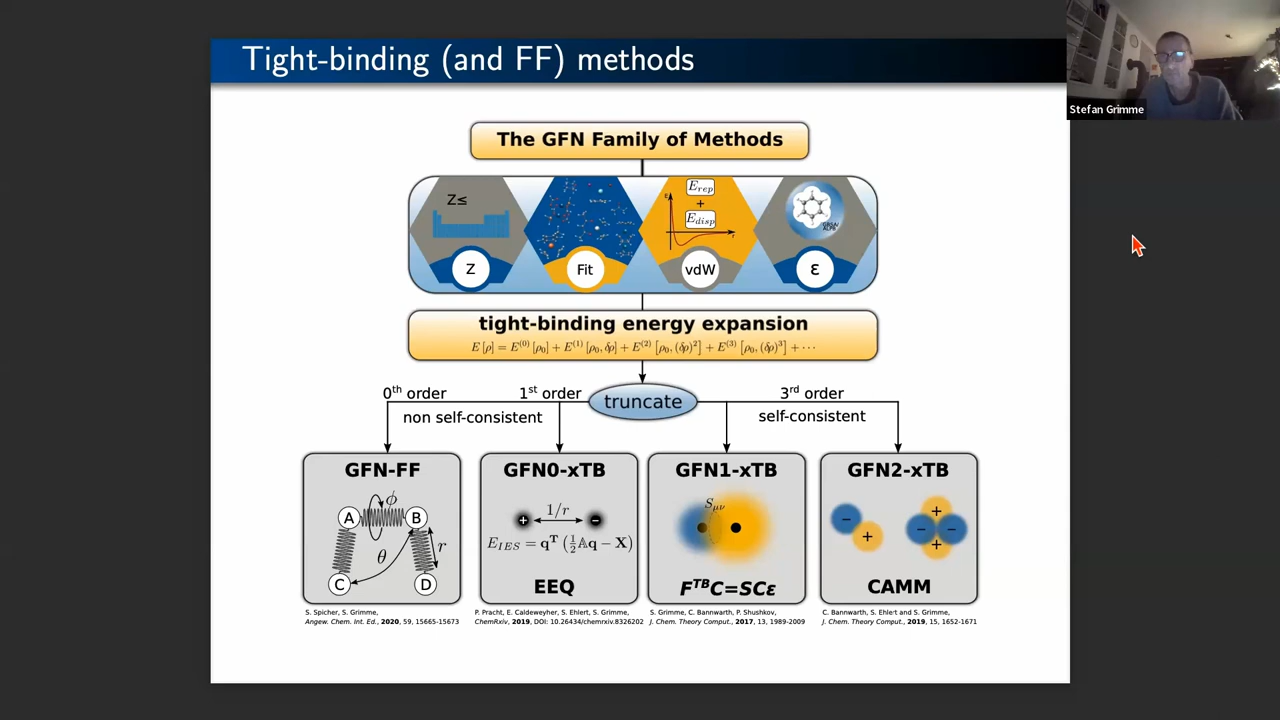 Tight-binding (and FF) methods
Stefan Grimme
The GFN Family of Methods
Z≤
E_rep
+
E_disp
ε
r
Z
Fit
vdW
ε
tight-binding energy expansion
E[ρ] = E^(0)[ρ₀] + E^(1)[ρ₀, δρ] + E^(2)[ρ₀, (δρ)²] + E^(3)[ρ₀, (δρ)³] + ···
0th order
1st order
truncate
3rd order
non self-consistent
self-consistent
GFN-FF
GFN0-xTB
GFN1-xTB
GFN2-xTB
ϕ
A
B
θ
r
C
D
1/r
+
−
E_IES = q^T (½𝔸q − X)
EEQ
S_μν
F^TB C=SCε
−
+
+
−
−
+
CAMM
S. Spicher, S. Grimme,
Angew. Chem. Int. Ed., 2020, 59, 15665-15673
P. Pracht, E. Caldeweyher, S. Ehlert, S. Grimme,
ChemRxiv, 2019, DOI: 10.26434/chemrxiv.8326202
S. Grimme, C. Bannwarth, P. Shushkov,
J. Chem. Theory Comput., 2017, 13, 1989-2009
C. Bannwarth, S. Ehlert and S. Grimme,
J. Chem. Theory Comput., 2019, 15, 1652-1671